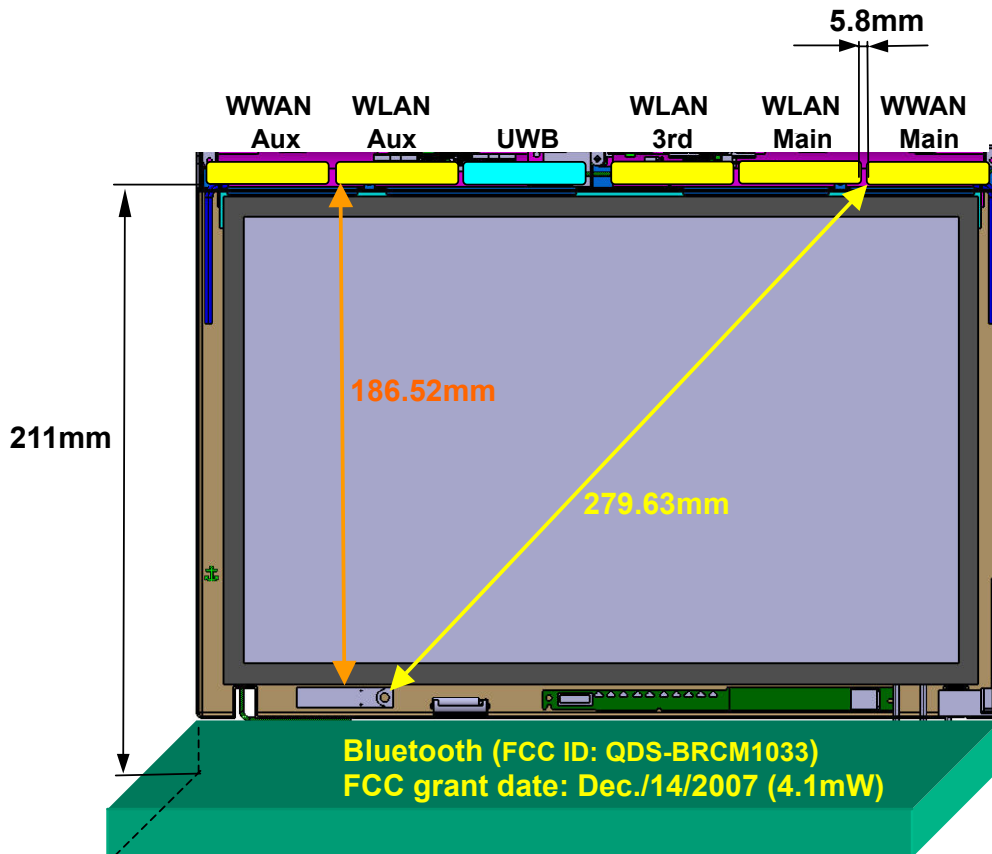 5.8mm
WWAN Aux
WLAN Aux
UWB
WLAN 3rd
WLAN Main
WWAN Main
186.52mm
211mm
279.63mm
Bluetooth (FCC ID: QDS-BRCM1033)
FCC grant date: Dec./14/2007 (4.1mW)